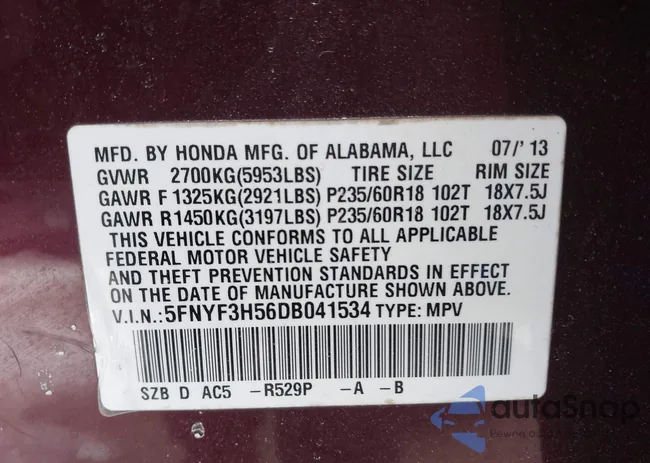 MFD. BY HONDA MFG. OF ALABAMA, LLC 07/' 13
GVWR 2700KG(5953LBS) TIRE SIZE RIM SIZE
GAWR F 1325KG(2921LBS) P235/60R18 102T 18X7.5J
GAWR R1450KG(3197LBS) P235/60R18 102T 18X7.5J
THIS VEHICLE CONFORMS TO ALL APPLICABLE
FEDERAL MOTOR VEHICLE SAFETY
AND THEFT PREVENTION STANDARDS IN EFFECT
ON THE DATE OF MANUFACTURE SHOWN ABOVE.
V.I.N.:5FNYF3H56DB041534 TYPE: MPV
SZB D AC5 -R529P -A -B
autoSnap